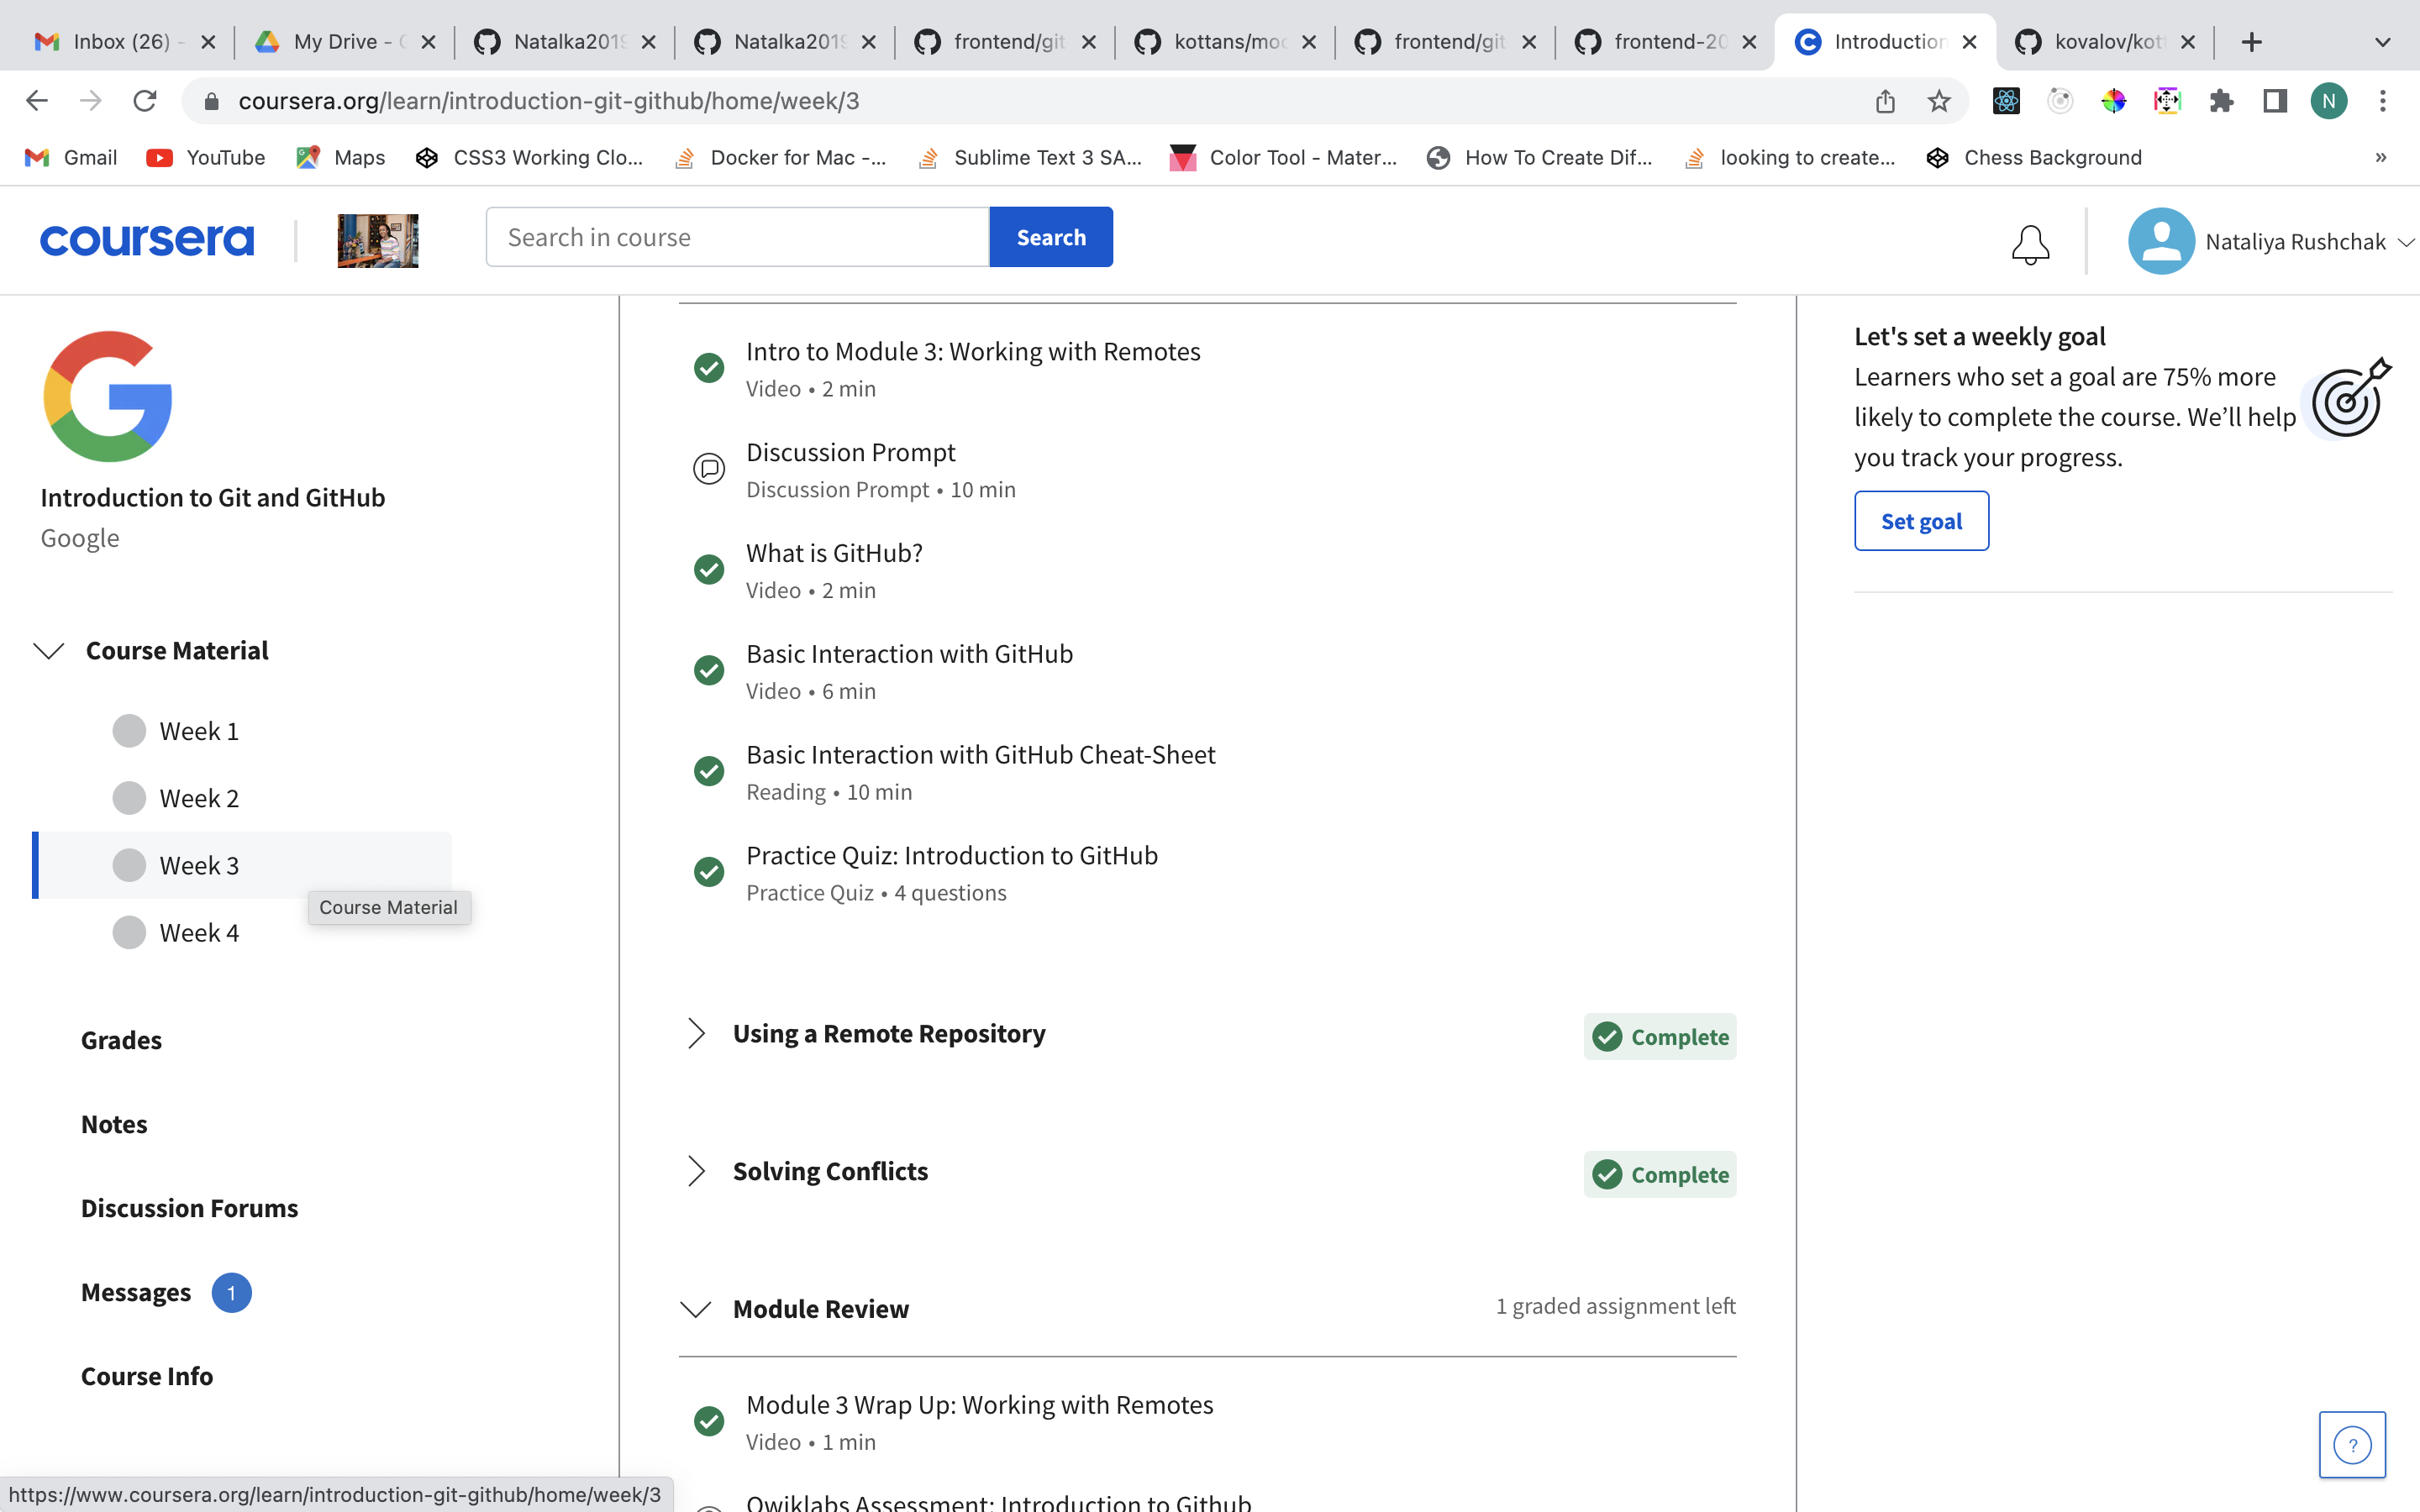 Inbox (26) -
My Drive -
Natalka2019
Natalka2019
frontend/git
kottans/moc
frontend/git
frontend-20
Introduction
kovalov/kot
coursera.org/learn/introduction-git-github/home/week/3
N
Gmail
YouTube
Maps
CSS3 Working Clo...
Docker for Mac -...
Sublime Text 3 SA...
Color Tool - Mater...
How To Create Dif...
looking to create...
Chess Background
»
coursera
Search in course
Search
Nataliya Rushchak
Introduction to Git and GitHub
Google
Course Material
Week 1
Week 2
Week 3
Course Material
Week 4
Grades
Notes
Discussion Forums
Messages 1
Course Info
https://www.coursera.org/learn/introduction-git-github/home/week/3
Intro to Module 3: Working with Remotes
Video • 2 min
Discussion Prompt
Discussion Prompt • 10 min
What is GitHub?
Video • 2 min
Basic Interaction with GitHub
Video • 6 min
Basic Interaction with GitHub Cheat-Sheet
Reading • 10 min
Practice Quiz: Introduction to GitHub
Practice Quiz • 4 questions
Using a Remote Repository
Complete
Solving Conflicts
Complete
Module Review
1 graded assignment left
Module 3 Wrap Up: Working with Remotes
Video • 1 min
Qwiklabs Assessment: Introduction to Github
Let's set a weekly goal
Learners who set a goal are 75% more
likely to complete the course. We’ll help
you track your progress.
Set goal
?